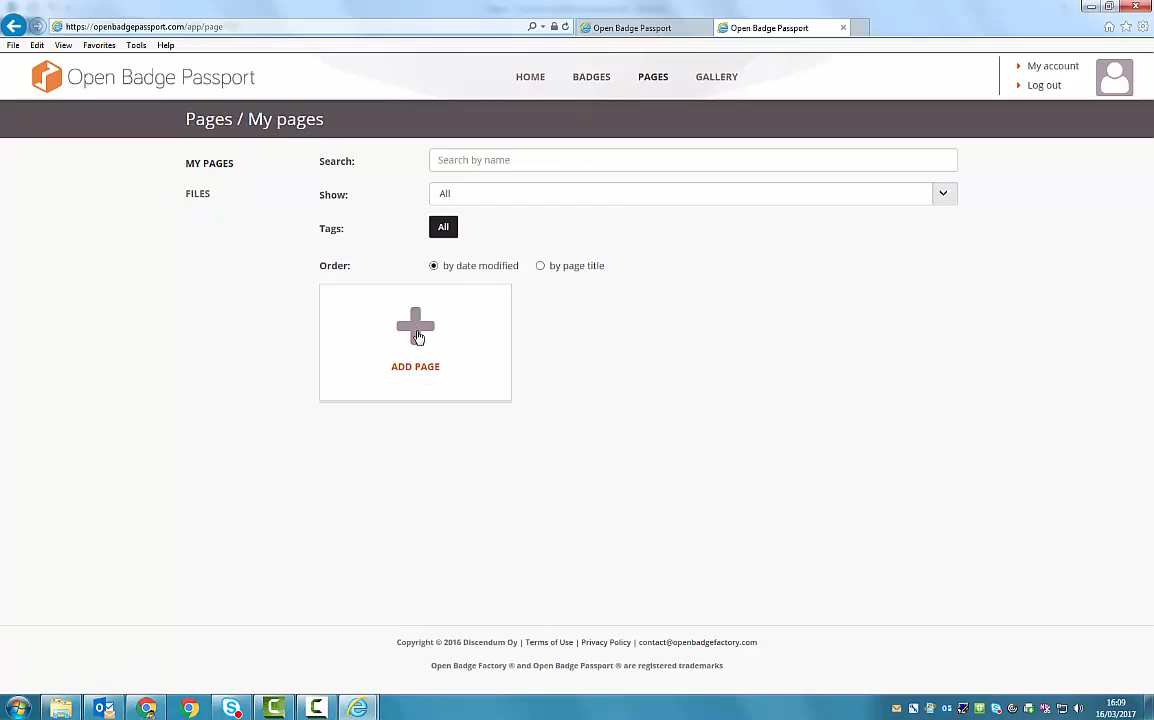 https://openbadgepassport.com/app/page
Open Badge Passport
Open Badge Passport
File Edit View Favorites Tools Help
Open Badge Passport
HOME BADGES PAGES GALLERY
My account
Log out
Pages / My pages
MY PAGES
FILES
Search: Search by name
Show: All
Tags: All
Order: by date modified by page title
ADD PAGE
Copyright © 2016 Discendum Oy | Terms of Use | Privacy Policy | contact@openbadgefactory.com
Open Badge Factory ® and Open Badge Passport ® are registered trademarks
16:09
16/03/2017